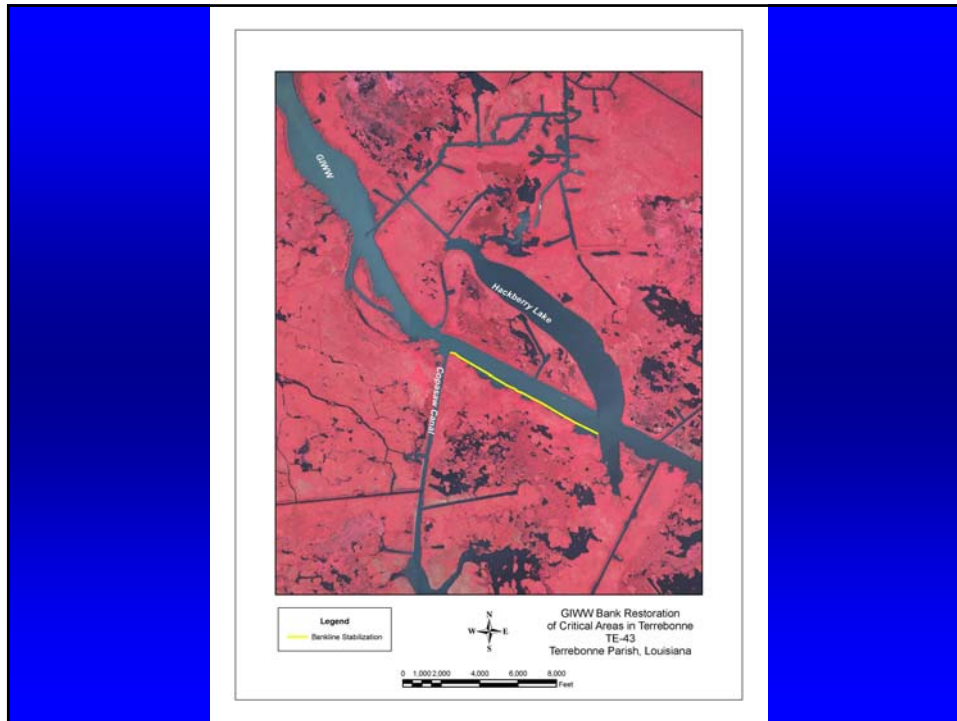 GIWW
Hackberry Lake
Copasaw Canal
Legend
Bankline Stabilization
N
W E
S
GIWW Bank Restoration
of Critical Areas in Terrebonne
TE-43
Terrebonne Parish, Louisiana
0 1,000 2,000 4,000 6,000 8,000
Feet